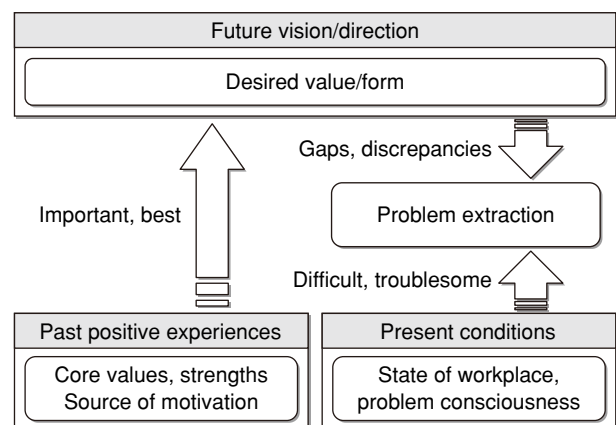 Future vision/direction
Desired value/form
Gaps, discrepancies
Important, best
Problem extraction
Difficult, troublesome
Past positive experiences
Core values, strengths
Source of motivation
Present conditions
State of workplace,
problem consciousness